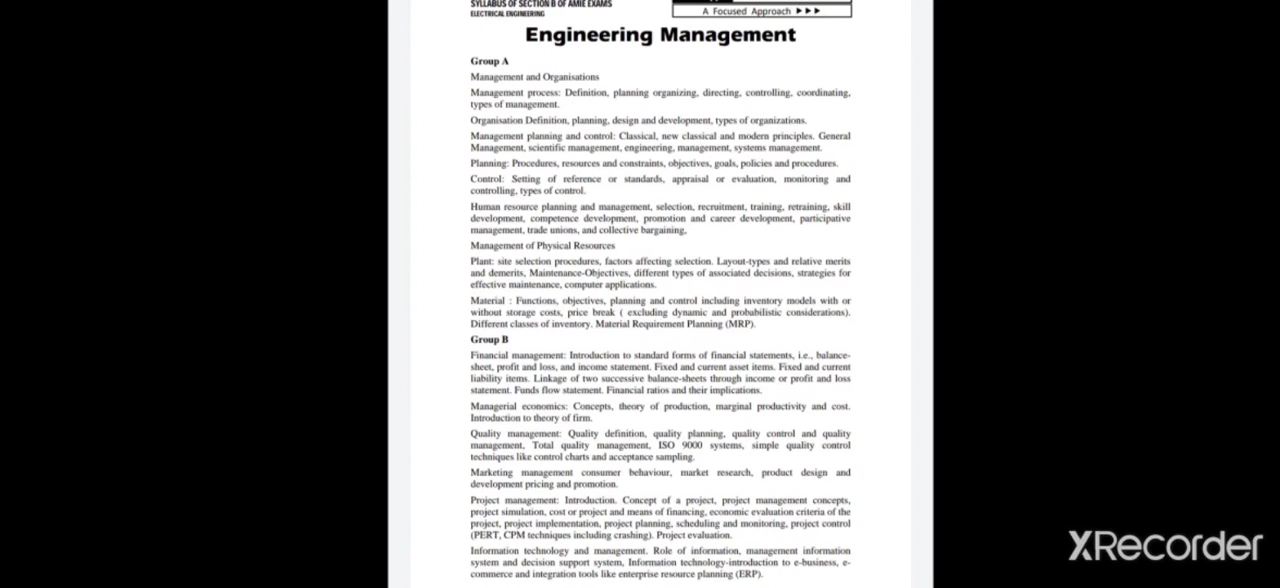 SYLLABUS OF SECTION B OF AMIE EXAMS
ELECTRICAL ENGINEERING
A Focused Approach ►►►
Engineering Management
Group A
Management and Organisations
Management process: Definition, planning organizing, directing, controlling, coordinating,
types of management.
Organisation Definition, planning, design and development, types of organizations.
Management planning and control: Classical, new classical and modern principles. General
Management, scientific management, engineering, management, systems management.
Planning: Procedures, resources and constraints, objectives, goals, policies and procedures.
Control: Setting of reference or standards, appraisal or evaluation, monitoring and
controlling, types of control.
Human resource planning and management, selection, recruitment, training, retraining, skill
development, competence development, promotion and career development, participative
management, trade unions, and collective bargaining.
Management of Physical Resources
Plant: site selection procedures, factors affecting selection. Layout-types and relative merits
and demerits, Maintenance-Objectives, different types of associated decisions, strategies for
effective maintenance, computer applications.
Material : Functions, objectives, planning and control including inventory models with or
without storage costs, price break ( excluding dynamic and probabilistic considerations).
Different classes of inventory. Material Requirement Planning (MRP).
Group B
Financial management: Introduction to standard forms of financial statements, i.e., balance-
sheet, profit and loss, and income statement. Fixed and current asset items. Fixed and current
liability items. Linkage of two successive balance-sheets through income or profit and loss
statement. Funds flow statement. Financial ratios and their implications.
Managerial economics: Concepts, theory of production, marginal productivity and cost.
Introduction to theory of firm.
Quality management: Quality definition, quality planning, quality control and quality
management, Total quality management, ISO 9000 systems, simple quality control
techniques like control charts and acceptance sampling.
Marketing management consumer behaviour, market research, product design and
development pricing and promotion.
Project management: Introduction. Concept of a project, project management concepts,
project simulation, cost or project and means of financing, economic evaluation criteria of the
project, project implementation, project planning, scheduling and monitoring, project control
(PERT, CPM techniques including crashing). Project evaluation.
Information technology and management. Role of information, management information
system and decision support system, Information technology-introduction to e-business, e-
commerce and integration tools like enterprise resource planning (ERP).
XRecorder